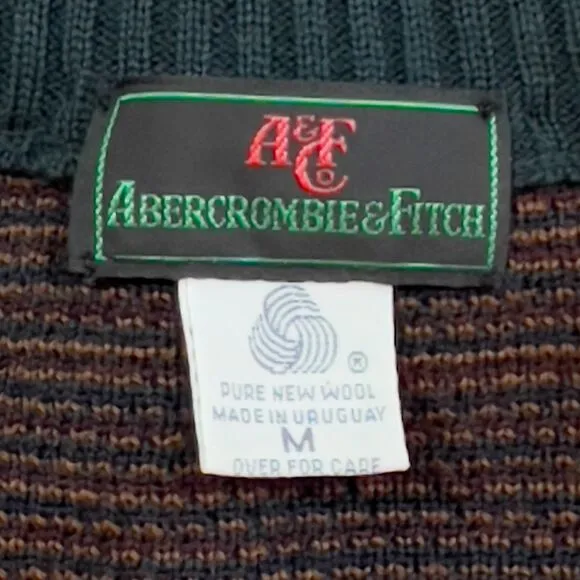 A&F
Co
ABERCROMBIE & FITCH
®
PURE NEW WOOL
MADE IN URUGUAY
M
OVER FOR CARE